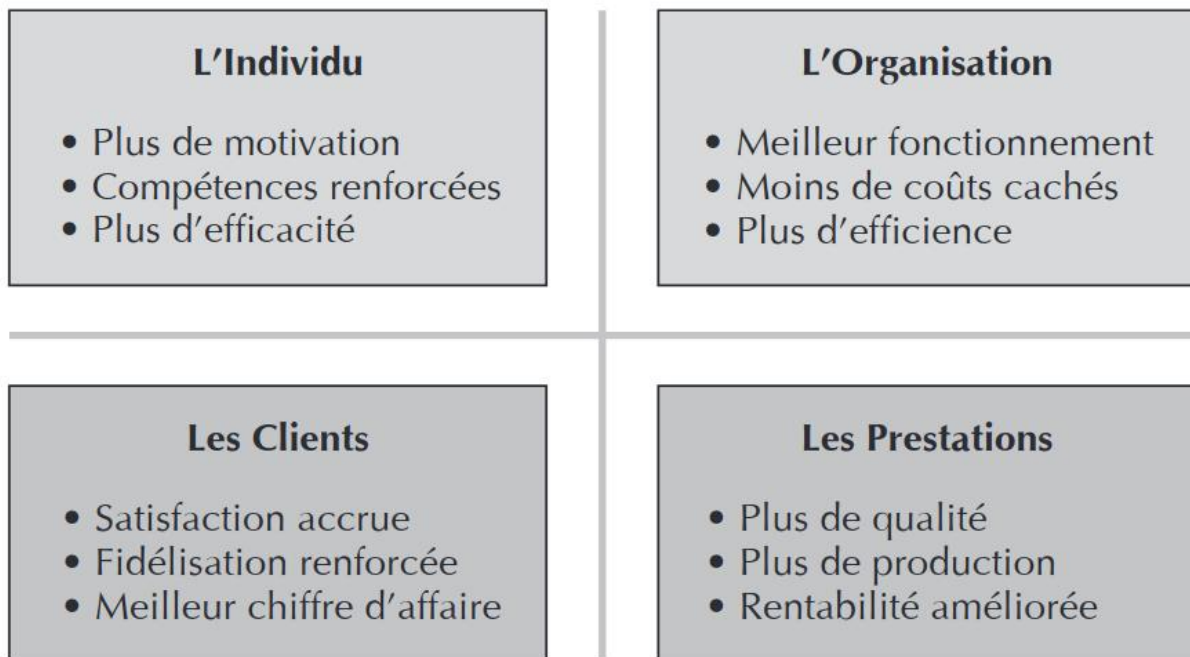 L'Individu
• Plus de motivation
• Compétences renforcées
• Plus d'efficacité
L'Organisation
• Meilleur fonctionnement
• Moins de coûts cachés
• Plus d'efficience
Les Clients
• Satisfaction accrue
• Fidélisation renforcée
• Meilleur chiffre d'affaire
Les Prestations
• Plus de qualité
• Plus de production
• Rentabilité améliorée